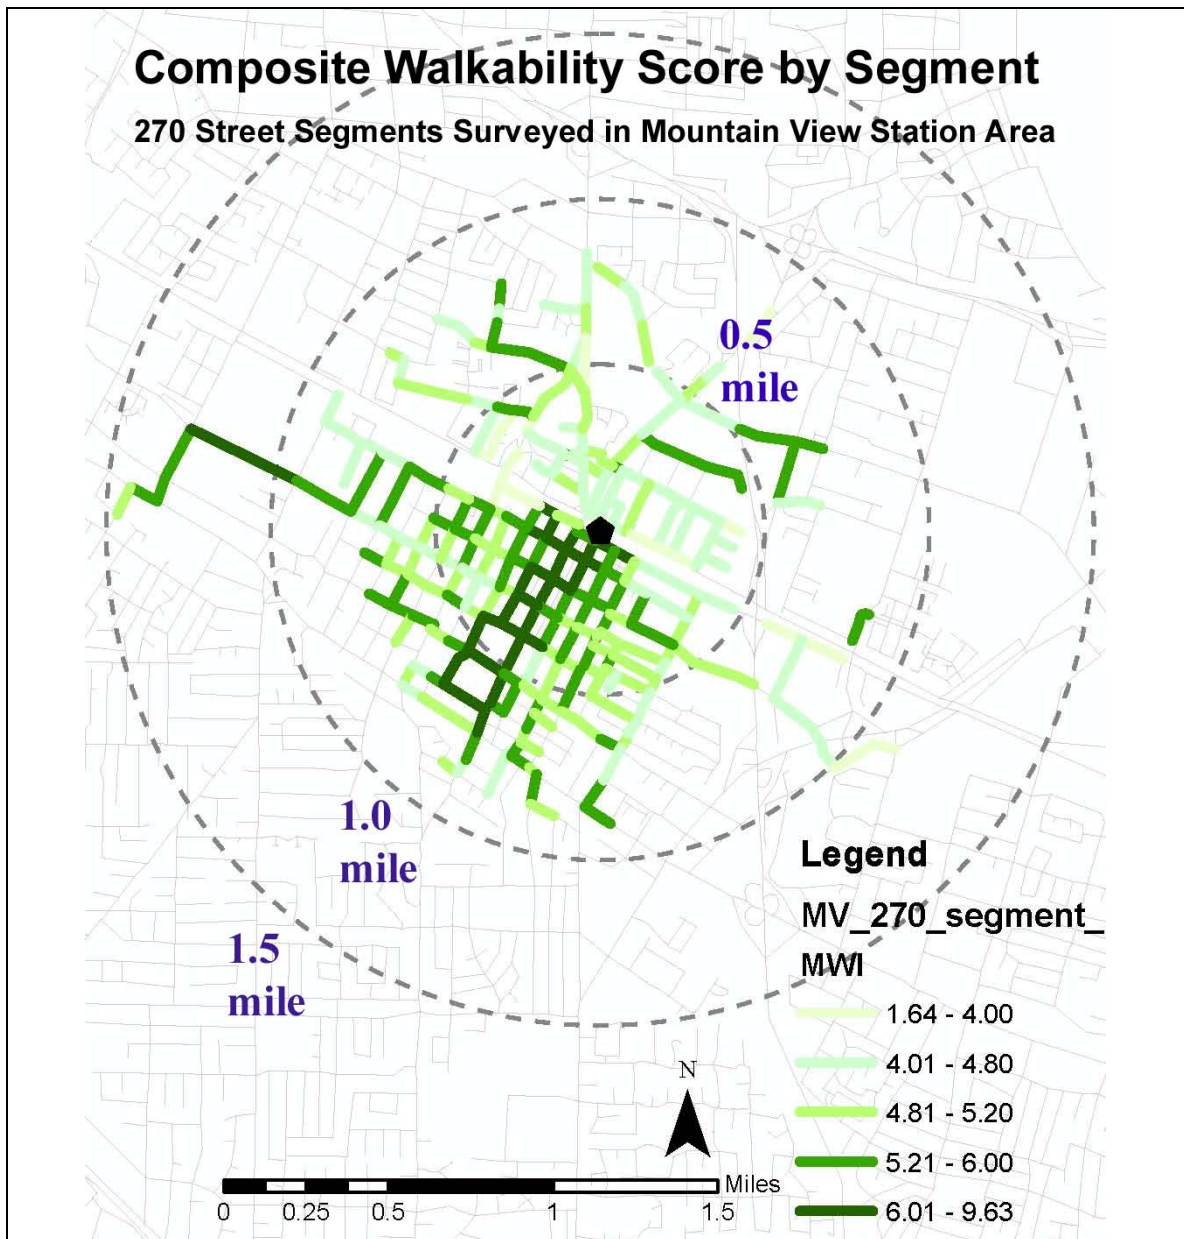 Composite Walkability Score by Segment
270 Street Segments Surveyed in Mountain View Station Area
0.5
mile
1.0
mile
1.5
mile
Legend
MV_270_segment_
MWI
1.64 - 4.00
4.01 - 4.80
4.81 - 5.20
5.21 - 6.00
6.01 - 9.63
N
Miles
0 0.25 0.5 1 1.5